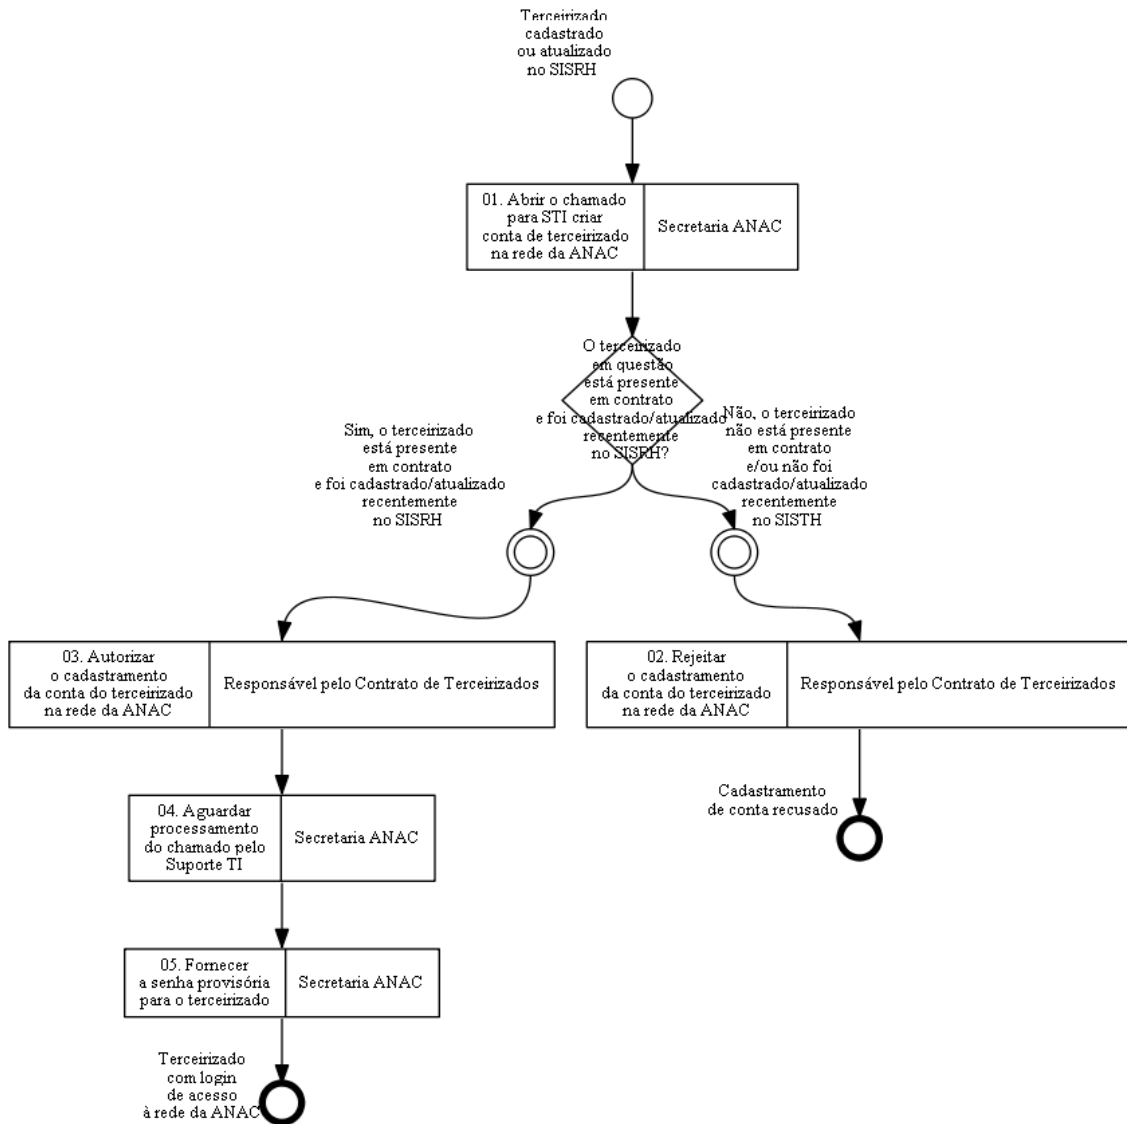 Terceirizado
cadastrado
ou atualizado
no SISRH
01. Abrir o chamado
para STI criar
conta de terceirizado
na rede da ANAC
Secretaria ANAC
O terceirizado
em questão
está presente
em contrato
e foi cadastrado/atualizado
recentemente
no SISRH?
Sim, o terceirizado
está presente
em contrato
e foi cadastrado/atualizado
recentemente
no SISRH
Não, o terceirizado
não está presente
em contrato
e/ou não foi
cadastrado/atualizado
recentemente
no SISTH
03. Autorizar
o cadastramento
da conta do terceirizado
na rede da ANAC
Responsável pelo Contrato de Terceirizados
02. Rejeitar
o cadastramento
da conta do terceirizado
na rede da ANAC
Responsável pelo Contrato de Terceirizados
04. Aguardar
processamento
do chamado pelo
Suporte TI
Secretaria ANAC
Cadastramento
de conta recusado
05. Fornecer
a senha provisória
para o terceirizado
Secretaria ANAC
Terceirizado
com login
de acesso
à rede da ANAC